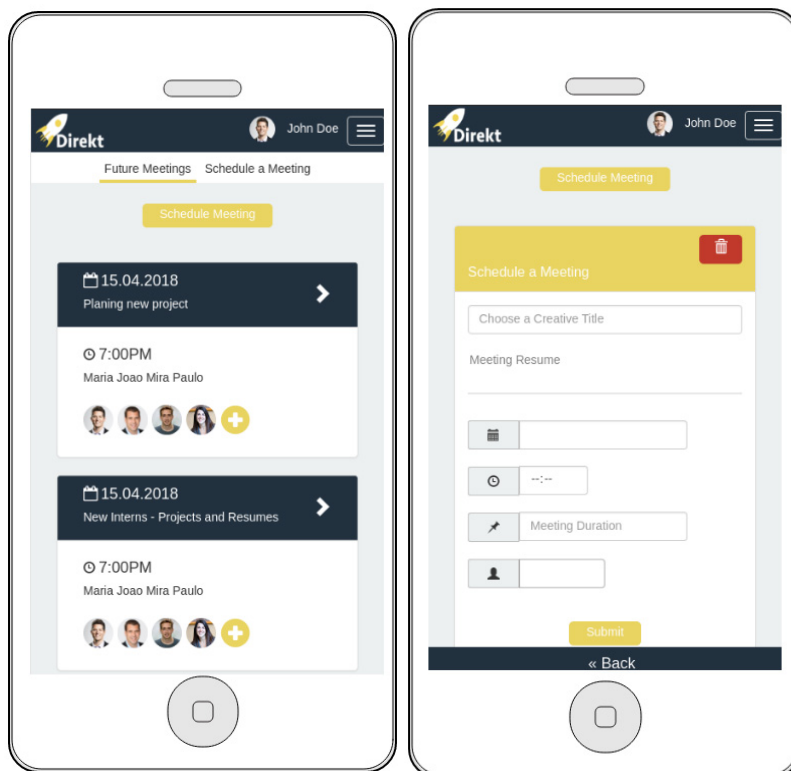 Direkt
John Doe
Future Meetings Schedule a Meeting
Schedule Meeting
15.04.2018
Planing new project
7:00PM
Maria Joao Mira Paulo
15.04.2018
New Interns - Projects and Resumes
7:00PM
Maria Joao Mira Paulo
Direkt
John Doe
Schedule Meeting
Schedule a Meeting
Choose a Creative Title
Meeting Resume
--:--
Meeting Duration
Submit
« Back